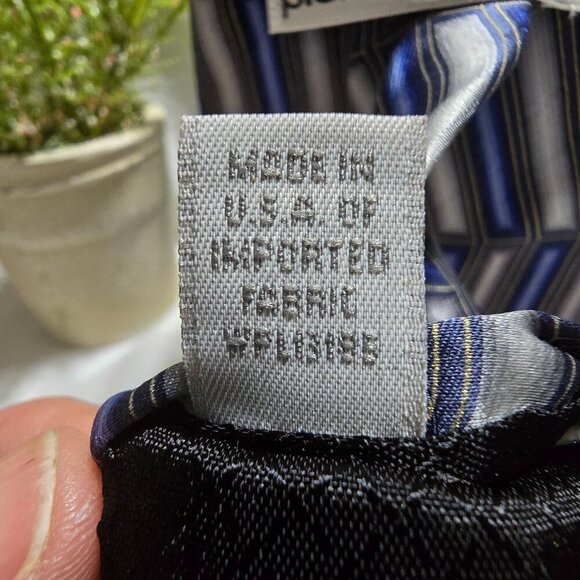 MADE IN
U.S.A. OF
IMPORTED
FABRIC
WPL13188